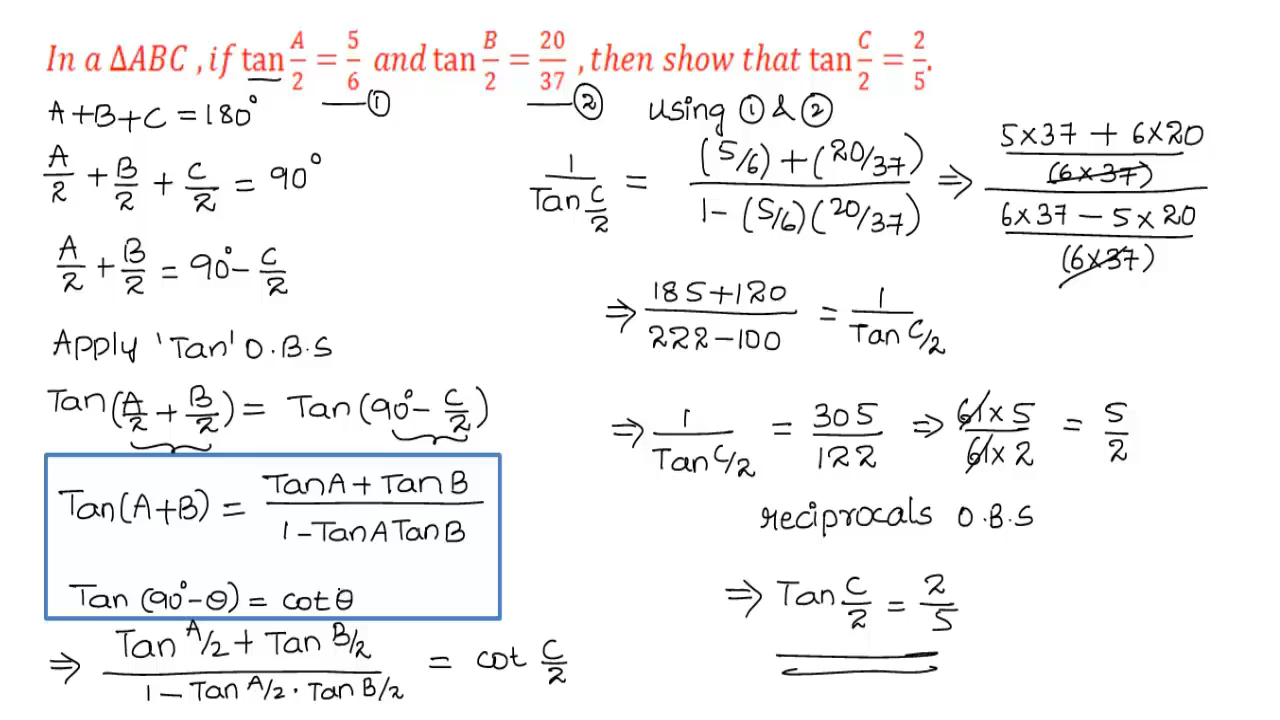 In a ΔABC , if tan A/2 = 5/6 and tan B/2 = 20/37 , then show that tan C/2 = 2/5.
——① ——②
A+B+C = 180°
A/2 + B/2 + C/2 = 90°
A/2 + B/2 = 90° - C/2
Apply 'Tan' O.B.S
Tan(A/2 + B/2) = Tan(90° - C/2)
Tan(A+B) = TanA + TanB / 1-TanATanB
Tan(90°-θ) = cotθ
⇒ Tan A/2 + Tan B/2 / 1 - Tan A/2 . Tan B/2 = cot C/2
using ① & ②
1/Tan C/2 = (5/6) + (20/37) / 1 - (5/6)(20/37) ⇒ 5×37 + 6×20 / (6×37) / 6×37 - 5×20 / (6×37)
⇒ 185+120 / 222-100 = 1/Tan C/2
⇒ 1/Tan C/2 = 305/122 ⇒ 61×5 / 61×2 = 5/2
reciprocals O.B.S
⇒ Tan C/2 = 2/5